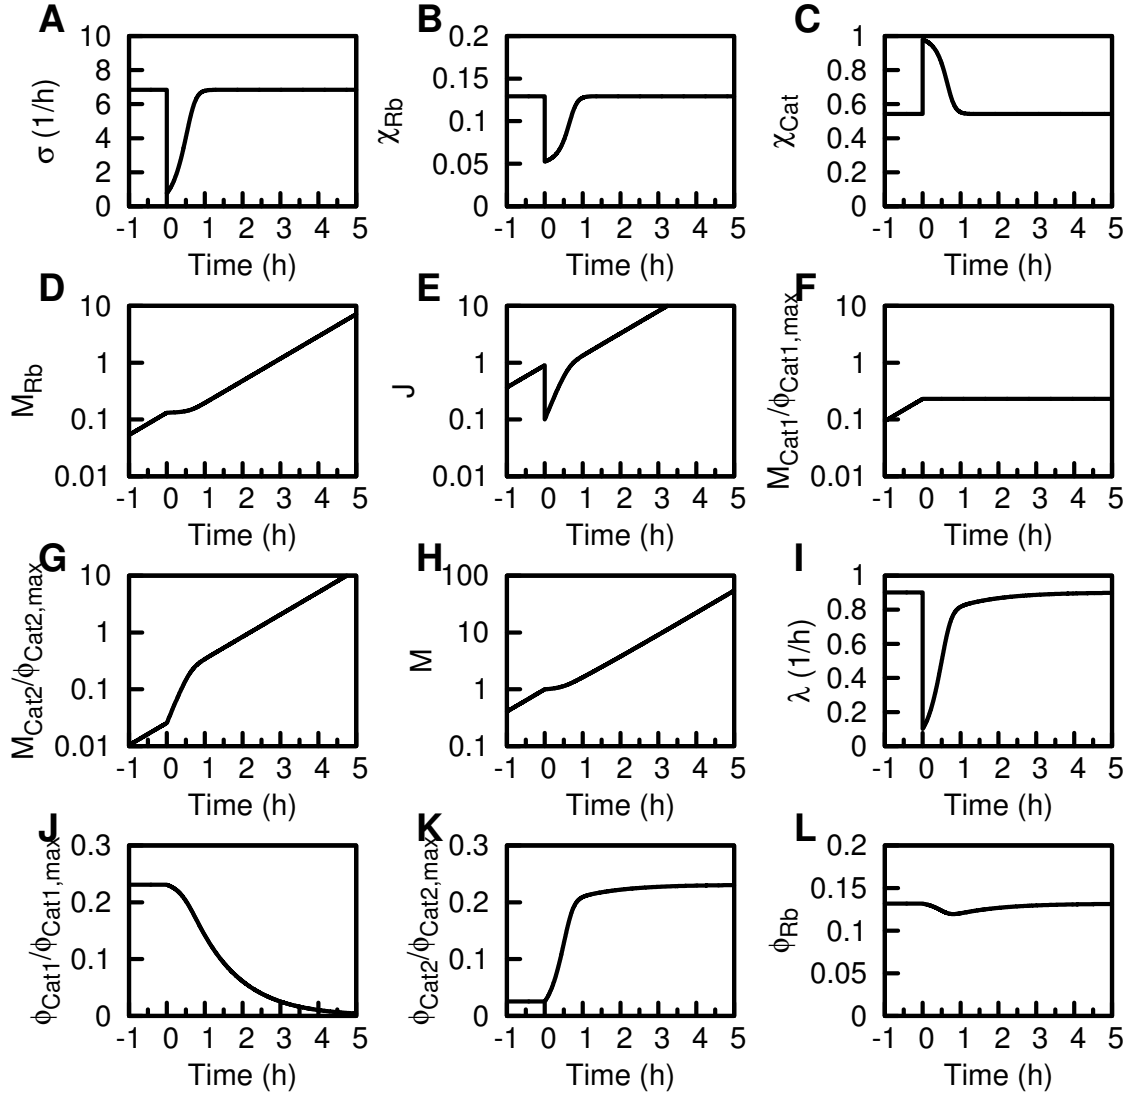 A
σ (1/h)
10
8
6
4
2
0
-1 0 1 2 3 4 5
Time (h)
B
χRb
0.2
0.15
0.1
0.05
0
-1 0 1 2 3 4 5
Time (h)
C
χCat
1
0.8
0.6
0.4
0.2
0
-1 0 1 2 3 4 5
Time (h)
D
MRb
10
1
0.1
0.01
-1 0 1 2 3 4 5
Time (h)
E
J
10
1
0.1
0.01
-1 0 1 2 3 4 5
Time (h)
F
MCat1/ϕCat1,max
10
1
0.1
0.01
-1 0 1 2 3 4 5
Time (h)
G
MCat2/ϕCat2,max
10
1
0.1
0.01
-1 0 1 2 3 4 5
Time (h)
H
M
100
10
1
0.1
-1 0 1 2 3 4 5
Time (h)
I
λ (1/h)
1
0.8
0.6
0.4
0.2
0
-1 0 1 2 3 4 5
Time (h)
J
ϕCat1/ϕCat1,max
0.3
0.2
0.1
0
-1 0 1 2 3 4 5
Time (h)
K
ϕCat2/ϕCat2,max
0.3
0.2
0.1
0
-1 0 1 2 3 4 5
Time (h)
L
ϕRb
0.2
0.15
0.1
0.05
0
-1 0 1 2 3 4 5
Time (h)